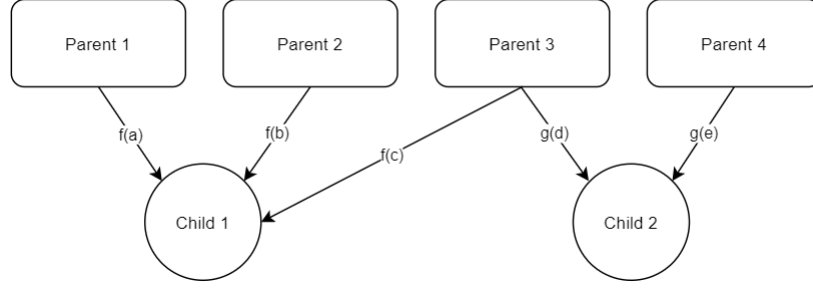 Parent 1
Parent 2
Parent 3
Parent 4
f(a)
f(b)
f(c)
g(d)
g(e)
Child 1
Child 2